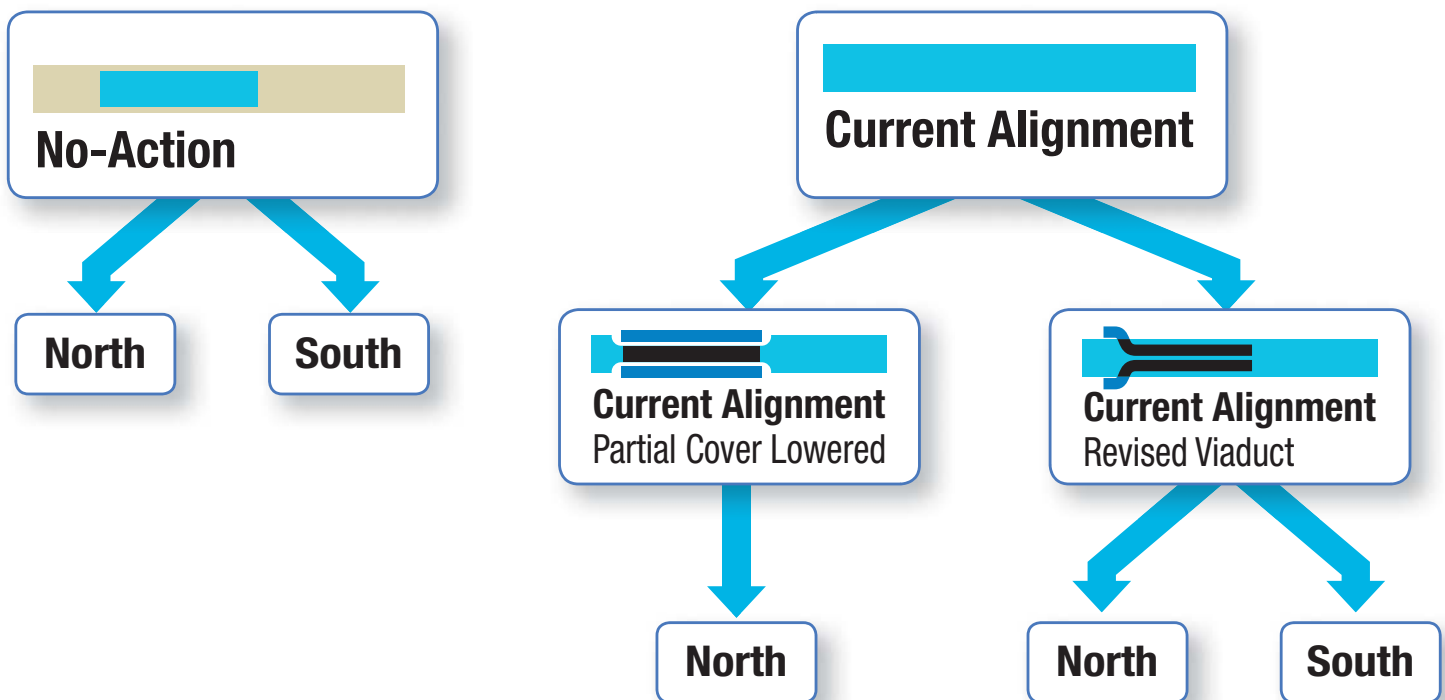 No-Action
North
South
Current Alignment
Current Alignment
Partial Cover Lowered
North
Current Alignment
Revised Viaduct
North
South